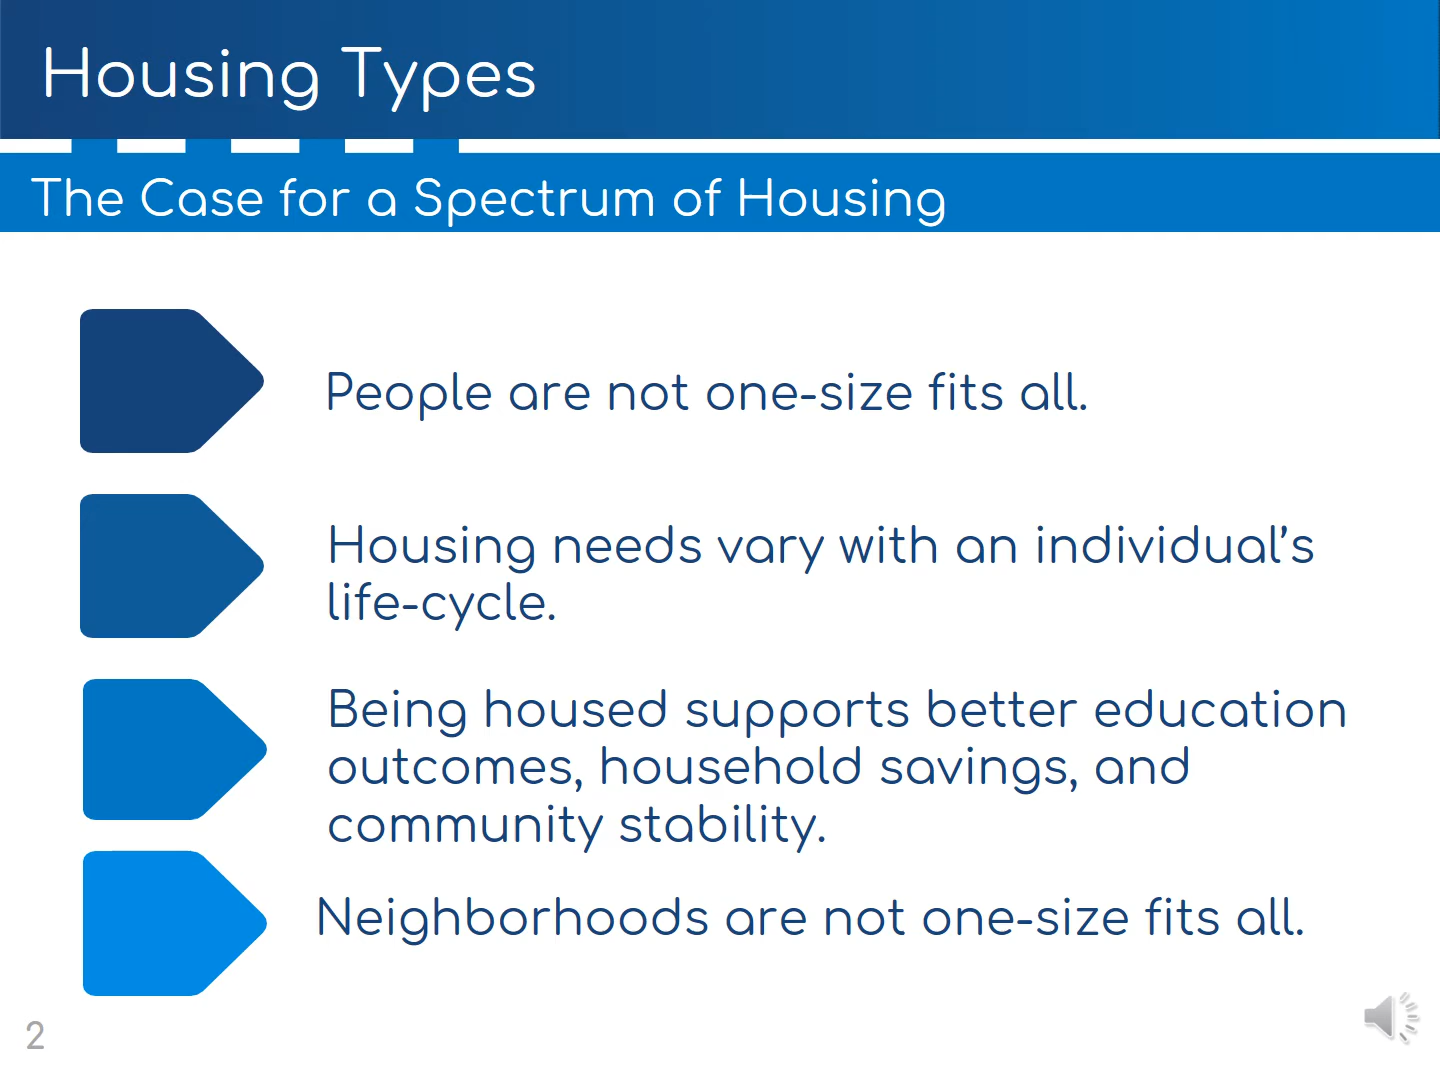 Housing Types
The Case for a Spectrum of Housing
People are not one-size fits all.
Housing needs vary with an individual’s
life-cycle.
Being housed supports better education
outcomes, household savings, and
community stability.
Neighborhoods are not one-size fits all.
2